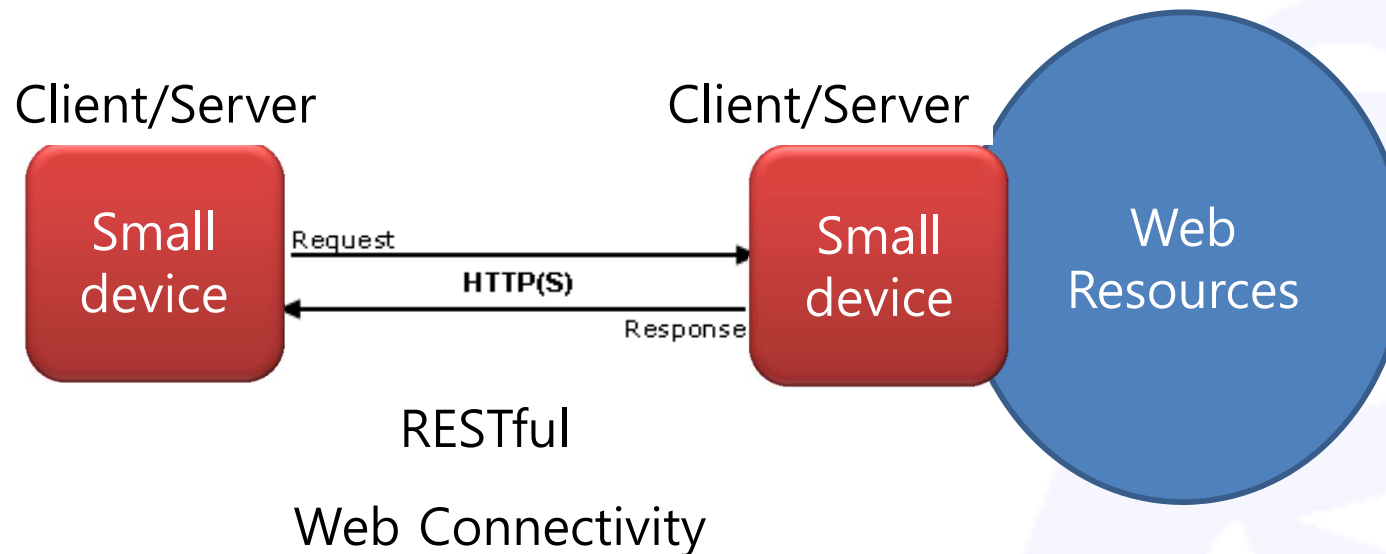 Client/Server
Client/Server
Small
device
Request
HTTP(S)
Response
Small
device
Web
Resources
RESTful
Web Connectivity